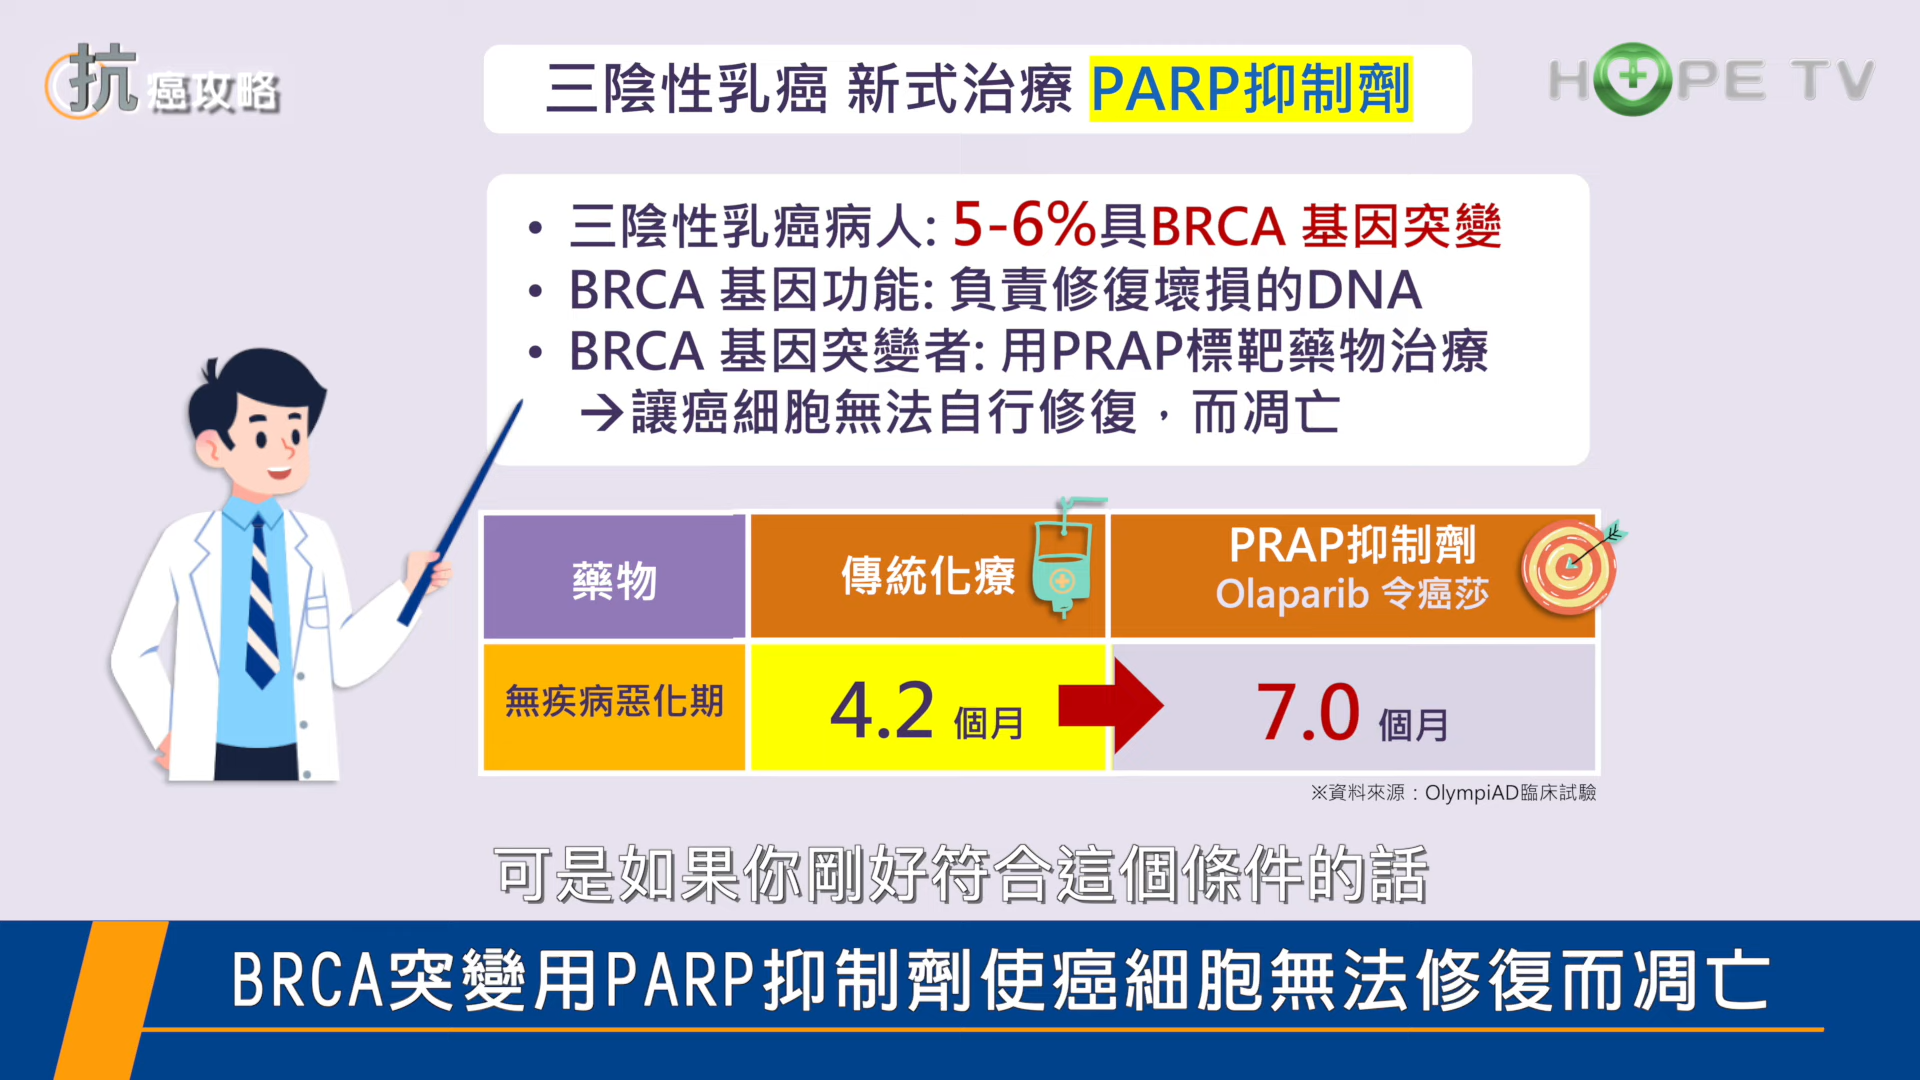 抗癌攻略
三陰性乳癌 新式治療 PARP抑制劑
HOPE TV
• 三陰性乳癌病人: 5-6%具BRCA 基因突變
• BRCA 基因功能: 負責修復壞損的DNA
• BRCA 基因突變者: 用PRAP標靶藥物治療
→讓癌細胞無法自行修復，而凋亡
藥物
傳統化療
PRAP抑制劑
Olaparib 令癌莎
無疾病惡化期
4.2 個月
7.0 個月
※資料來源：OlympiAD臨床試驗
可是如果你剛好符合這個條件的話
BRCA突變用PARP抑制劑使癌細胞無法修復而凋亡